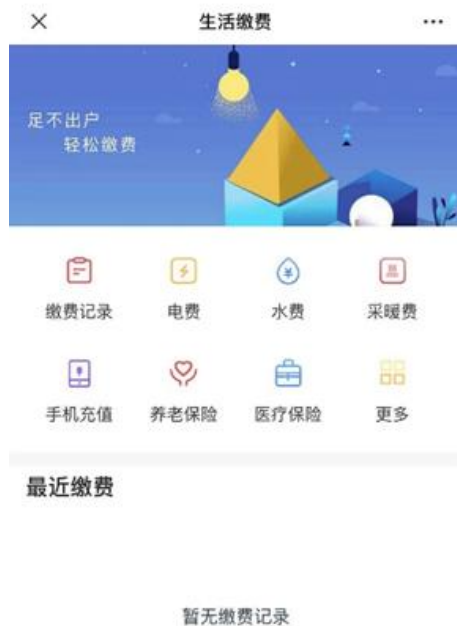 生活缴费
足不出户
轻松缴费
缴费记录 电费 水费 采暖费
手机充值 养老保险 医疗保险 更多
最近缴费
暂无缴费记录